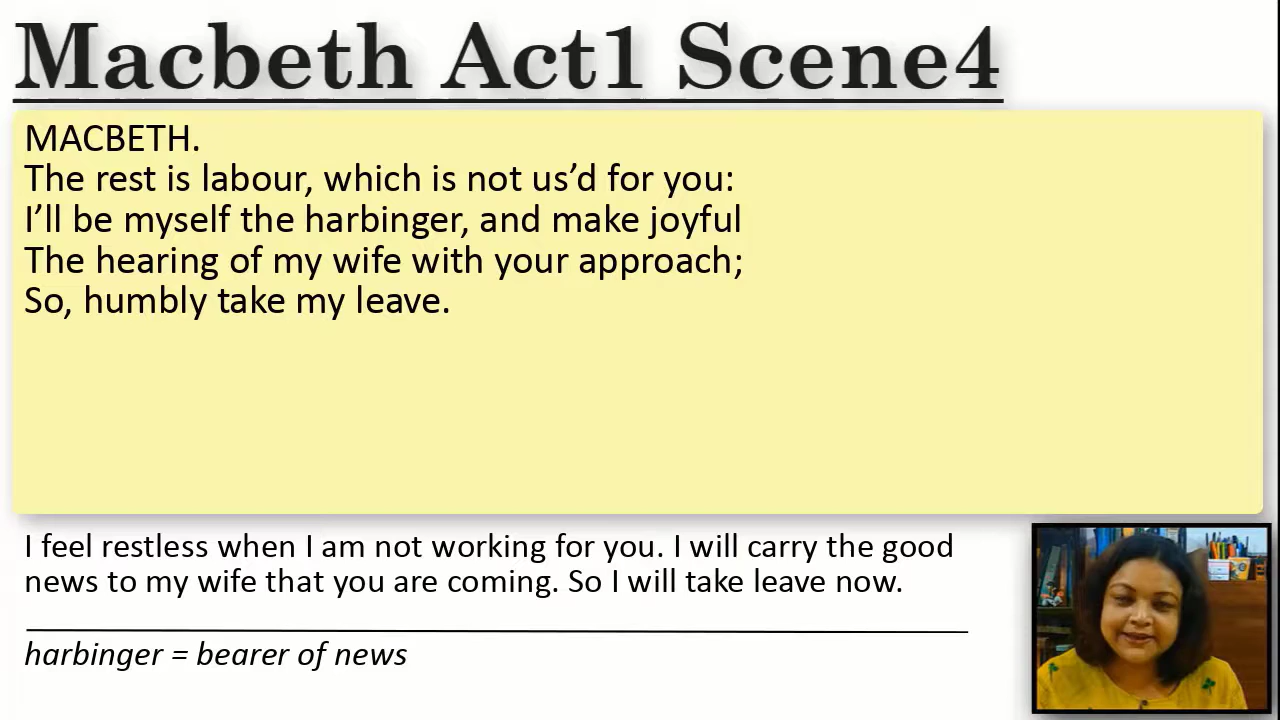 Macbeth Act1 Scene4
MACBETH.
The rest is labour, which is not us’d for you:
I’ll be myself the harbinger, and make joyful
The hearing of my wife with your approach;
So, humbly take my leave.
I feel restless when I am not working for you. I will carry the good
news to my wife that you are coming. So I will take leave now.
harbinger = bearer of news